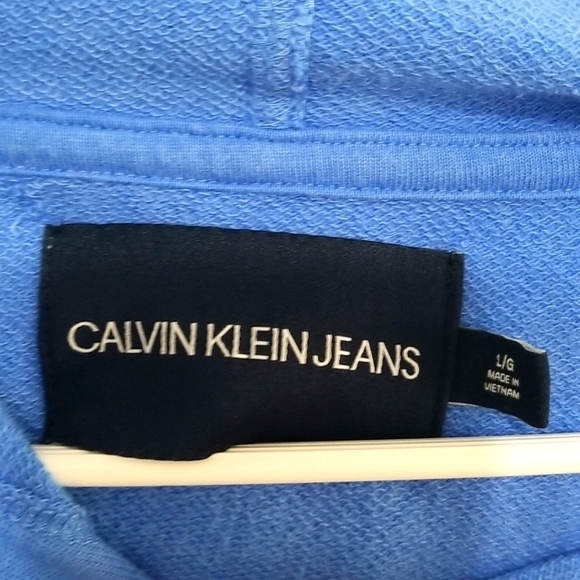 CALVIN KLEIN JEANS
L/G
MADE IN
VIETNAM